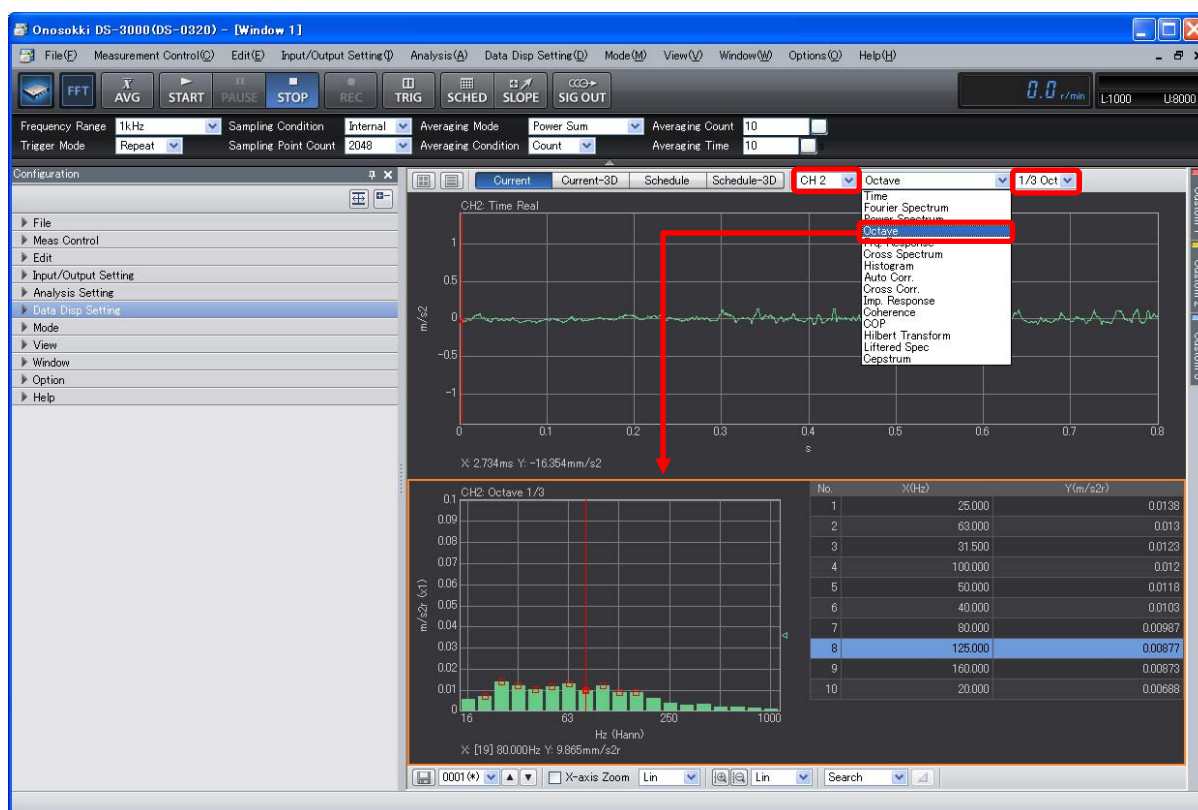 Onosokki DS-3000(DS-0320) - [Window 1]
File(F) Measurement Control(C) Edit(E) Input/Output Setting(I) Analysis(A) Data Disp Setting(D) Mode(M) View(V) Window(W) Options(O) Help(H)
FFT AVG START PAUSE STOP REC TRIG SCHED SLOPE SIG OUT 0.0 r/min L:1000 U:8000
Frequency Range 1kHz Sampling Condition Internal Averaging Mode Power Sum Averaging Count 10
Trigger Mode Repeat Sampling Point Count 2048 Averaging Condition Count Averaging Time 10
Configuration
File
Meas Control
Edit
Input/Output Setting
Analysis Setting
Data Disp Setting
Mode
View
Window
Option
Help
Current Current-3D Schedule Schedule-3D CH 2 Octave 1/3 Oct
Time
Fourier Spectrum
Power Spectrum
Octave
Frq. Response
Cross Spectrum
Histogram
Auto Corr.
Cross Corr.
Imp. Response
Coherence
COP
Hilbert Transform
Liftered Spec
Cepstrum
CH2: Time Real
1
0.5
0
-0.5
-1
m/s2
0 0.1 0.2 0.3 0.4 0.5 0.6 0.7 0.8
s
X: 2.734ms Y: -16.354mm/s2
CH2: Octave 1/3
0.1
0.09
0.08
0.07
0.06
0.05
0.04
0.03
0.02
0.01
0
m/s2r (x1)
16 63 250 1000
Hz (Hann)
X: [19] 80.000Hz Y: 9.865mm/s2r
No. X(Hz) Y(m/s2r)
1 25.000 0.0138
2 63.000 0.013
3 31.500 0.0123
4 100.000 0.012
5 50.000 0.0118
6 40.000 0.0103
7 80.000 0.00987
8 125.000 0.00877
9 160.000 0.00873
10 20.000 0.00688
0001(*) X-axis Zoom Lin Lin Search